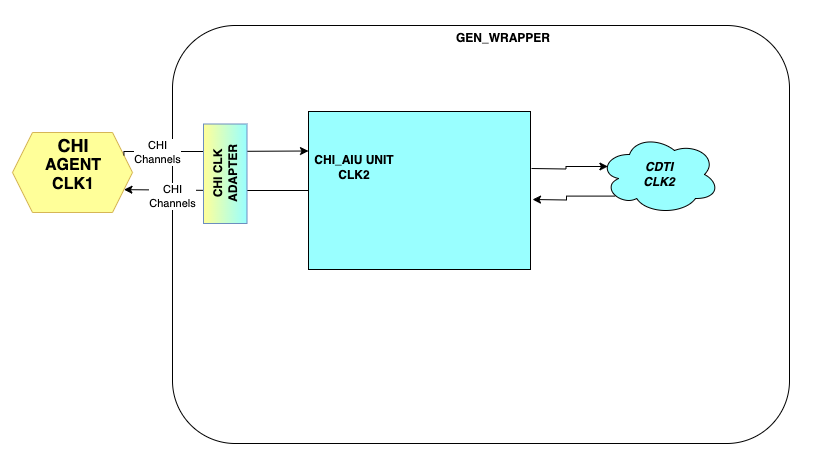 GEN_WRAPPER
CHI
AGENT
CLK1
CHI
Channels
CHI
Channels
CHI CLK
ADAPTER
CHI_AIU UNIT
CLK2
CDTI
CLK2